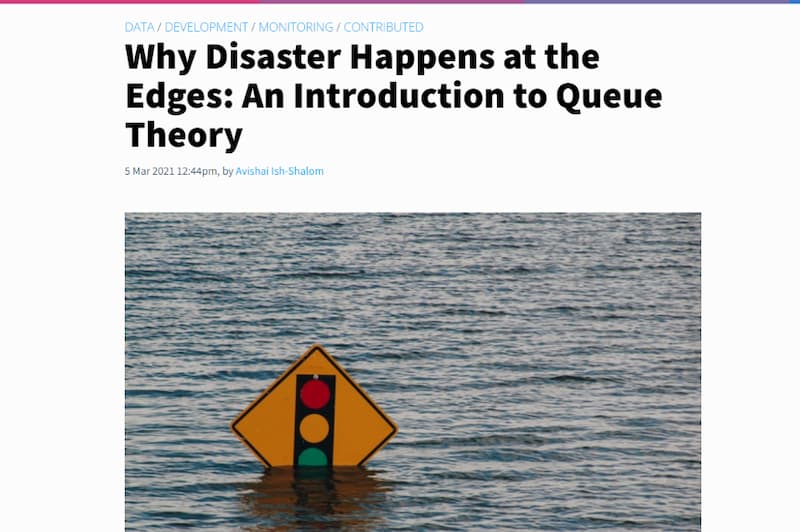 DATA / DEVELOPMENT / MONITORING / CONTRIBUTED
Why Disaster Happens at the
Edges: An Introduction to Queue
Theory
5 Mar 2021 12:44pm, by Avishai Ish-Shalom